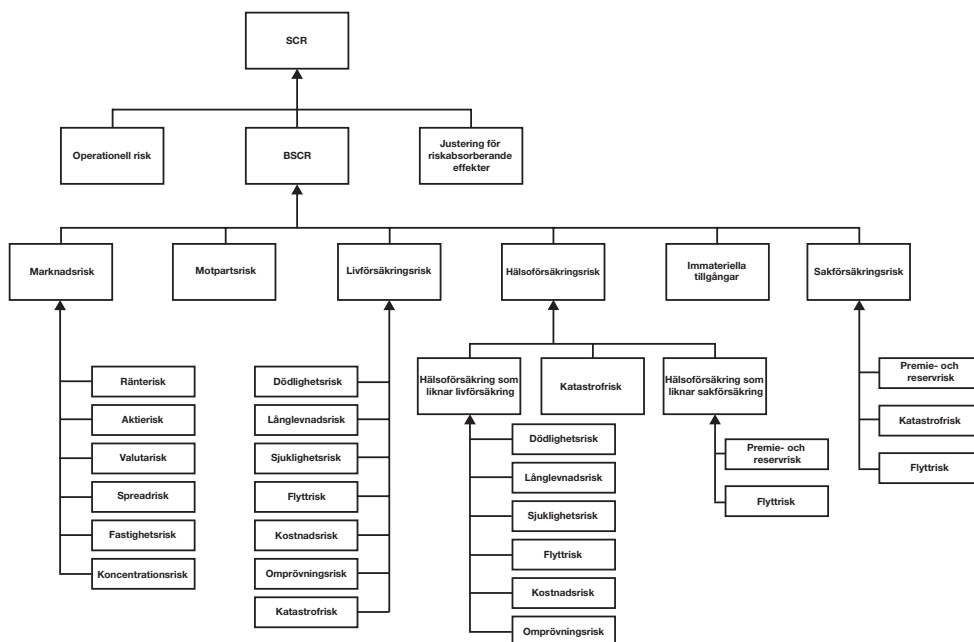 SCR
Operationell risk
BSCR
Justering för
riskabsorberande
effekter
Marknadsrisk
Motpartsrisk
Livförsäkringsrisk
Hälsoförsäkringsrisk
Immateriella
tillgångar
Sakförsäkringsrisk
Ränterisk
Aktierisk
Valutarisk
Spreadrisk
Fastighetsrisk
Koncentrationsrisk
Dödlighetsrisk
Långlevnadsrisk
Sjuklighetsrisk
Flyttrisk
Kostnadsrisk
Omprövningsrisk
Katastrofrisk
Hälsoförsäkring som
liknar livförsäkring
Katastrofrisk
Hälsoförsäkring som
liknar sakförsäkring
Dödlighetsrisk
Långlevnadsrisk
Sjuklighetsrisk
Flyttrisk
Kostnadsrisk
Omprövningsrisk
Premie- och
reservrisk
Flyttrisk
Premie- och
reservrisk
Katastrofrisk
Flyttrisk